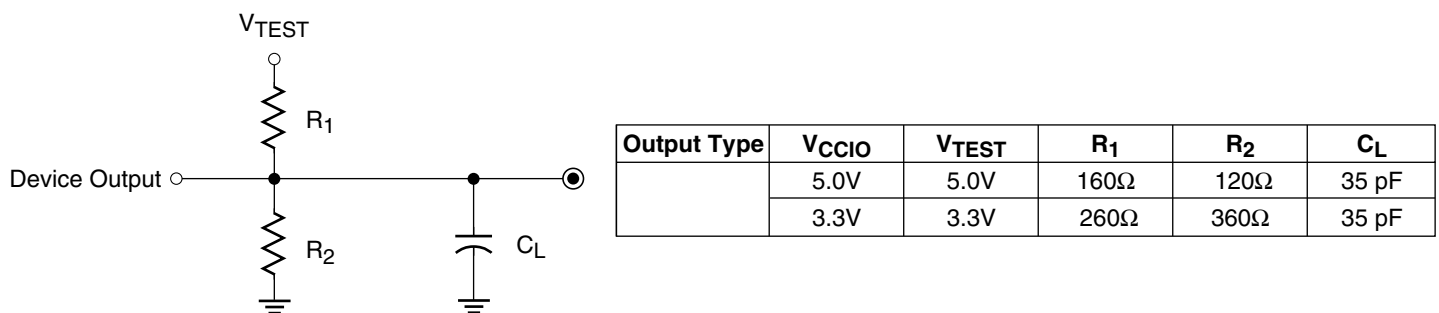 VTEST
R1
Device Output
R2
CL
Output Type VCCIO VTEST R1 R2 CL
5.0V 5.0V 160Ω 120Ω 35 pF
3.3V 3.3V 260Ω 360Ω 35 pF